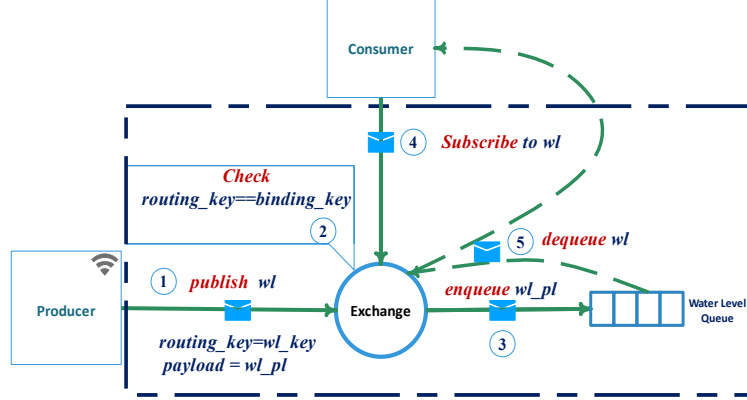 Consumer
4 Subscribe to wl
Check
routing_key==binding_key
2
5 dequeue wl
1 publish wl
enqueue wl_pl
Producer
Exchange
Water Level
Queue
routing_key=wl_key
payload = wl_pl
3